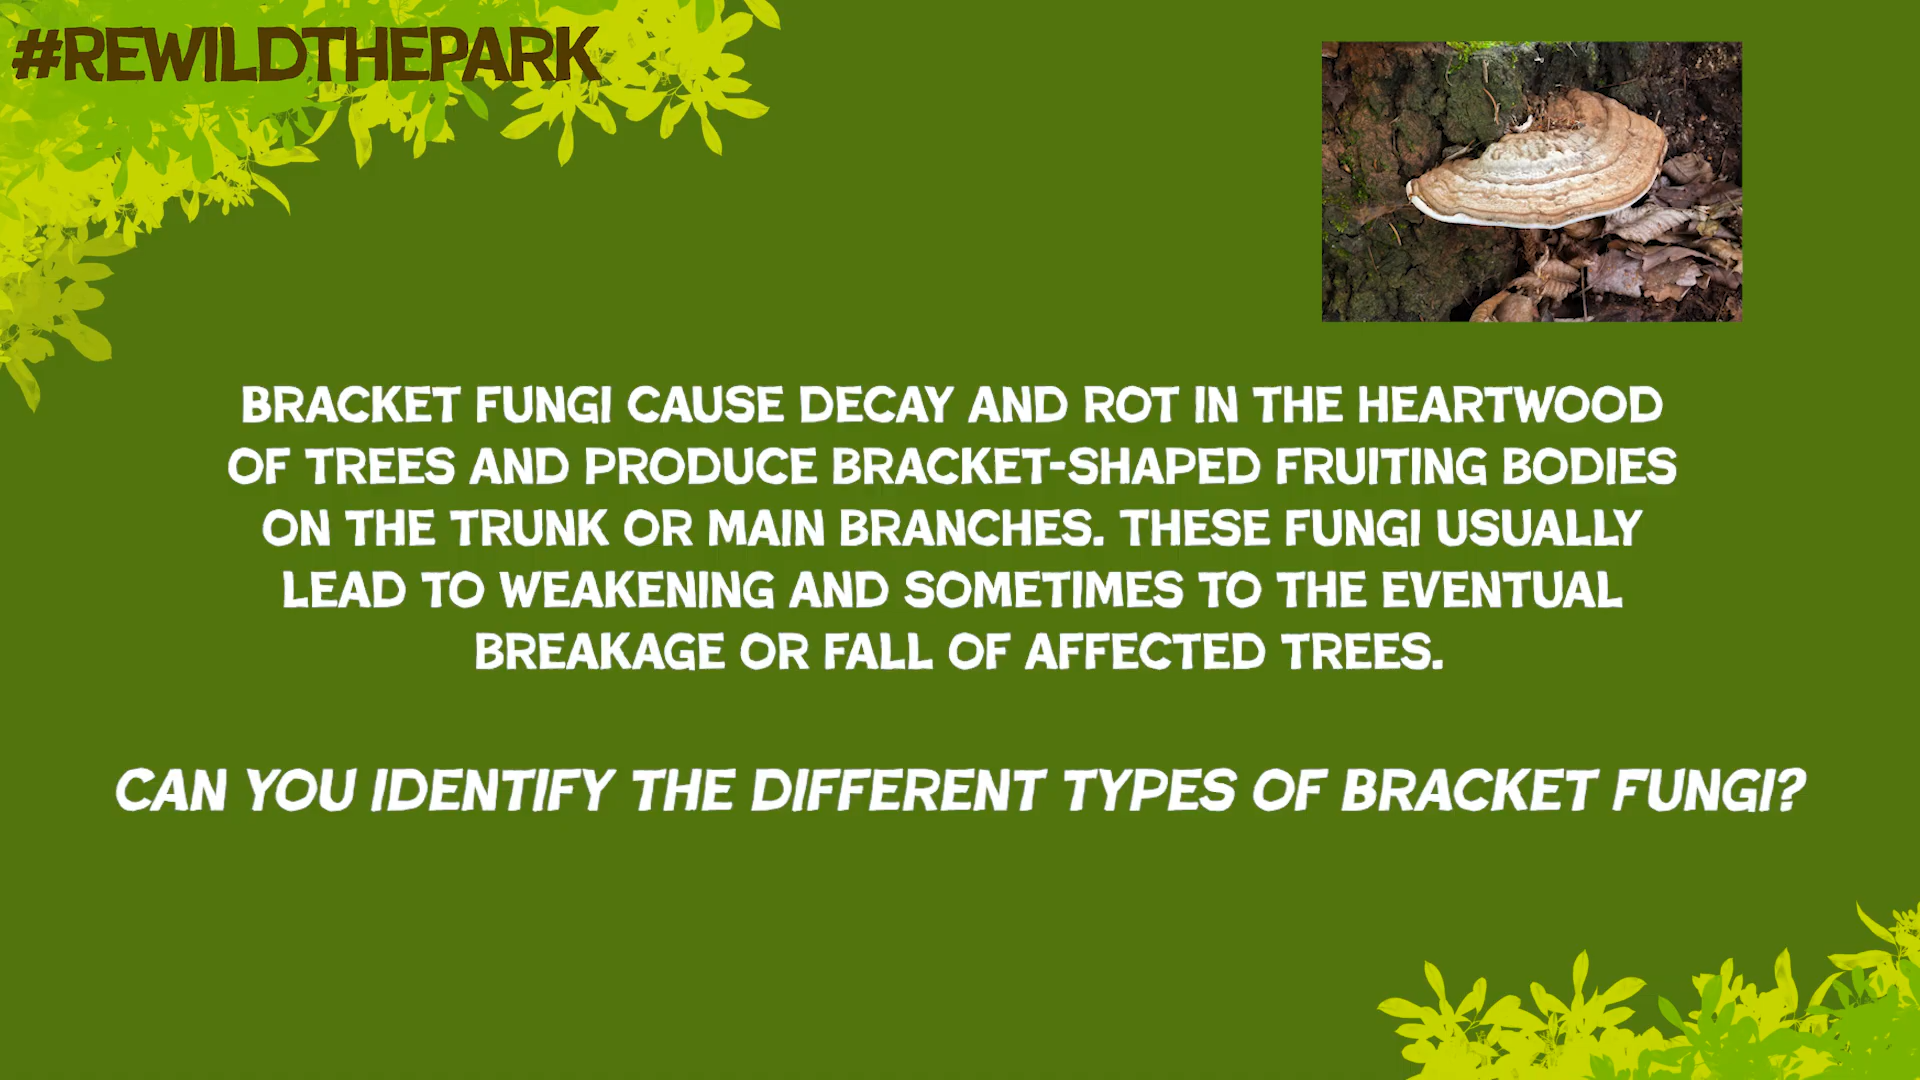 #REWILDTHEPARK
BRACKET FUNGI CAUSE DECAY AND ROT IN THE HEARTWOOD
OF TREES AND PRODUCE BRACKET-SHAPED FRUITING BODIES
ON THE TRUNK OR MAIN BRANCHES. THESE FUNGI USUALLY
LEAD TO WEAKENING AND SOMETIMES TO THE EVENTUAL
BREAKAGE OR FALL OF AFFECTED TREES.
CAN YOU IDENTIFY THE DIFFERENT TYPES OF BRACKET FUNGI?